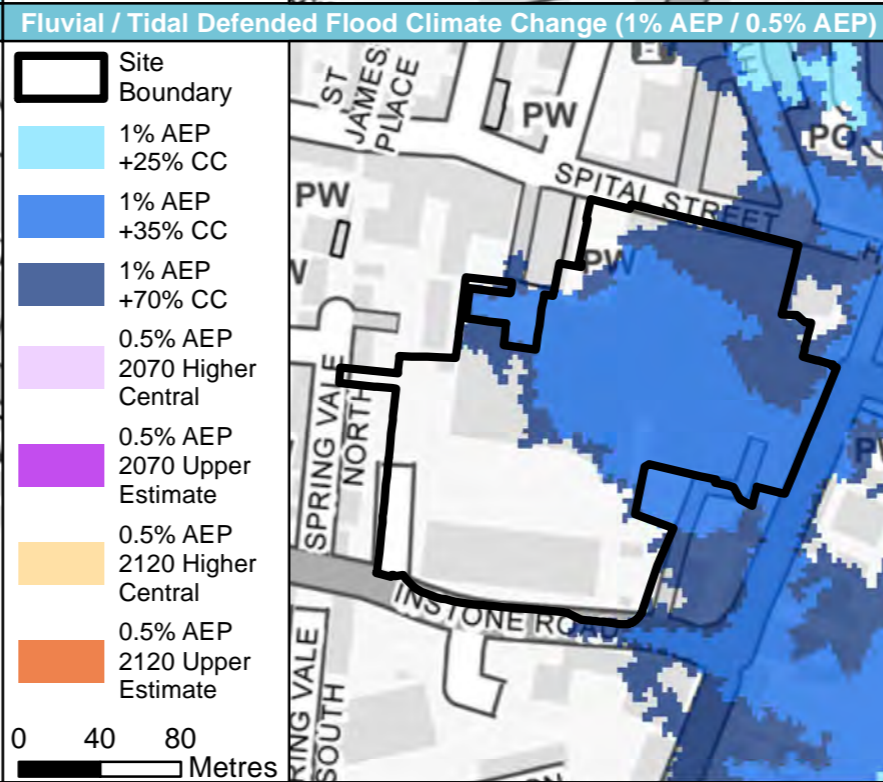 Fluvial / Tidal Defended Flood Climate Change (1% AEP / 0.5% AEP)
Site
Boundary
1% AEP
+25% CC
1% AEP
+35% CC
1% AEP
+70% CC
0.5% AEP
2070 Higher
Central
0.5% AEP
2070 Upper
Estimate
0.5% AEP
2120 Higher
Central
0.5% AEP
2120 Upper
Estimate
0 40 80
Metres
ST
JAMES
PLACE
PW
PO
SPITAL STREET
PW
PW
SPRING VALE
NORTH
INSTONE ROAD
RING VALE
SOUTH